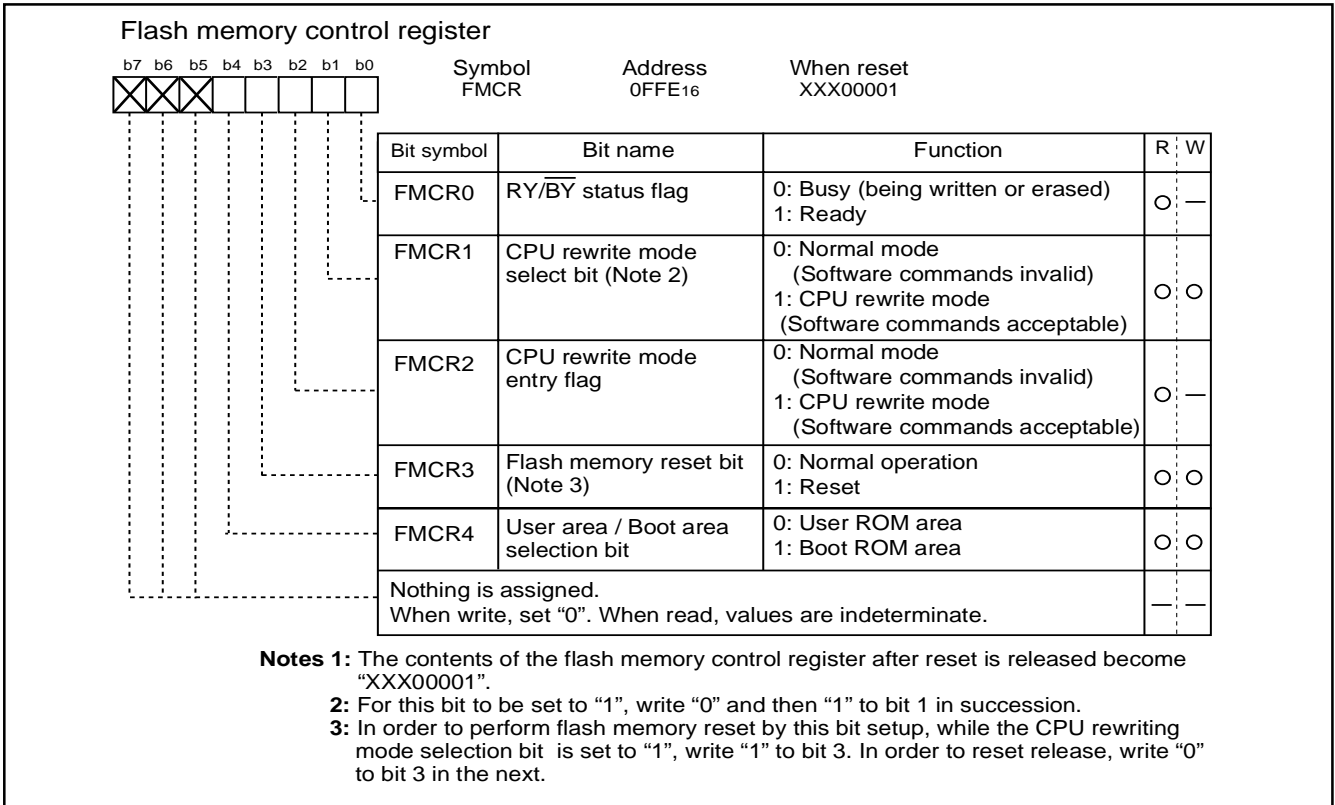 Flash memory control register
b7 b6 b5 b4 b3 b2 b1 b0
Symbol Address When reset
FMCR 0FFE16 XXX00001
Bit symbol Bit name Function R W
FMCR0 RY/BY status flag 0: Busy (being written or erased)
1: Ready
FMCR1 CPU rewrite mode 0: Normal mode
select bit (Note 2) (Software commands invalid)
1: CPU rewrite mode
(Software commands acceptable)
FMCR2 CPU rewrite mode 0: Normal mode
entry flag (Software commands invalid)
1: CPU rewrite mode
(Software commands acceptable)
FMCR3 Flash memory reset bit 0: Normal operation
(Note 3) 1: Reset
FMCR4 User area / Boot area 0: User ROM area
selection bit 1: Boot ROM area
Nothing is assigned.
When write, set “0”. When read, values are indeterminate.
Notes 1: The contents of the flash memory control register after reset is released become
“XXX00001”.
2: For this bit to be set to “1”, write “0” and then “1” to bit 1 in succession.
3: In order to perform flash memory reset by this bit setup, while the CPU rewriting
mode selection bit is set to “1”, write “1” to bit 3. In order to reset release, write “0”
to bit 3 in the next.